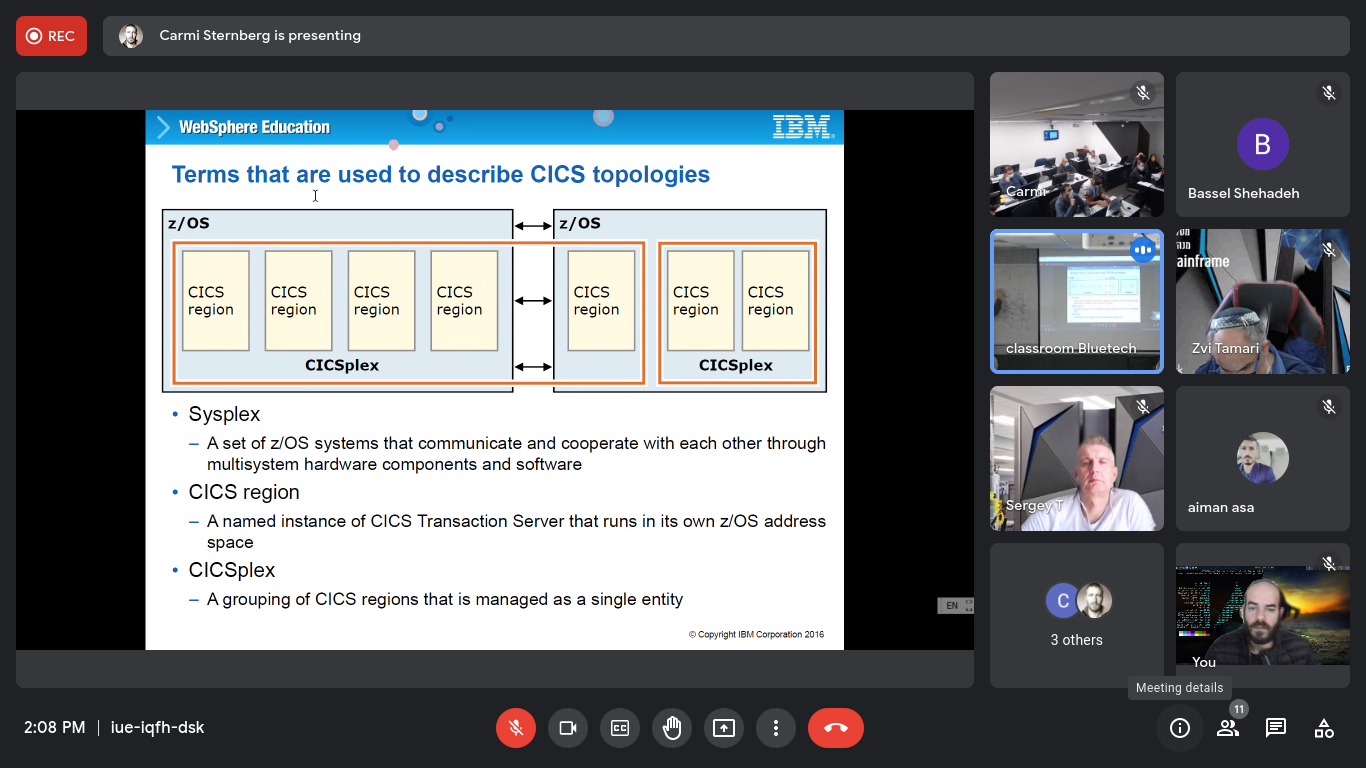 REC
Carmi Sternberg is presenting
WebSphere Education
IBM
Terms that are used to describe CICS topologies
z/OS
z/OS
CICS region
CICS region
CICS region
CICS region
CICS region
CICS region
CICS region
CICSplex
CICSplex
• Sysplex
– A set of z/OS systems that communicate and cooperate with each other through
multisystem hardware components and software
• CICS region
– A named instance of CICS Transaction Server that runs in its own z/OS address
space
• CICSplex
– A grouping of CICS regions that is managed as a single entity
© Copyright IBM Corporation 2016
EN
Carmi
B
Bassel Shehadeh
classroom Bluetech
ainframe
Zvi Tamari
Sergey T
aiman asa
C
3 others
You
Meeting details
2:08 PM | iue-iqfh-dsk
CC
11